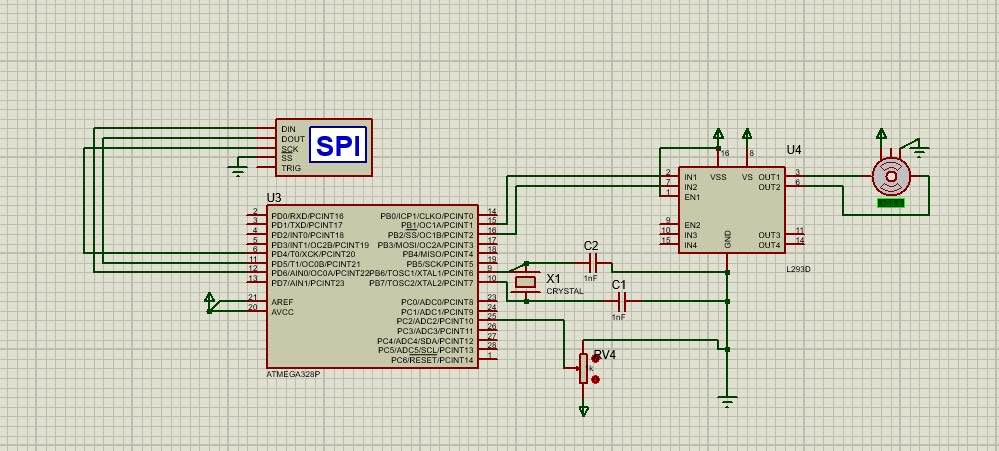 DIN
DOUT
SCK
SS
TRIG
SPI
U3
2 PD0/RXD/PCINT16
3 PD1/TXD/PCINT17
4 PD2/INT0/PCINT18
5 PD3/INT1/OC2B/PCINT19
6 PD4/T0/XCK/PCINT20
11 PD5/T1/OC0B/PCINT21
12 PD6/AIN0/OC0A/PCINT22
13 PD7/AIN1/PCINT23
21 AREF
20 AVCC
PB0/ICP1/CLKO/PCINT0 14
PB1/OC1A/PCINT1 15
PB2/SS/OC1B/PCINT2 16
PB3/MOSI/OC2A/PCINT3 17
PB4/MISO/PCINT4 18
PB5/SCK/PCINT5 19
PB6/TOSC1/XTAL1/PCINT6 9
PB7/TOSC2/XTAL2/PCINT7 10
PC0/ADC0/PCINT8 23
PC1/ADC1/PCINT9 24
PC2/ADC2/PCINT10 25
PC3/ADC3/PCINT11 26
PC4/ADC4/SDA/PCINT12 27
PC5/ADC5/SCL/PCINT13 28
PC6/RESET/PCINT14 1
ATMEGA328P
X1
CRYSTAL
C2
1nF
C1
1nF
RV4
k
U4
16 8
VSS VS
2 IN1 OUT1 3
7 IN2 OUT2 6
1 EN1
9 EN2
10 IN3 OUT3 11
15 IN4 OUT4 14
GND
L293D